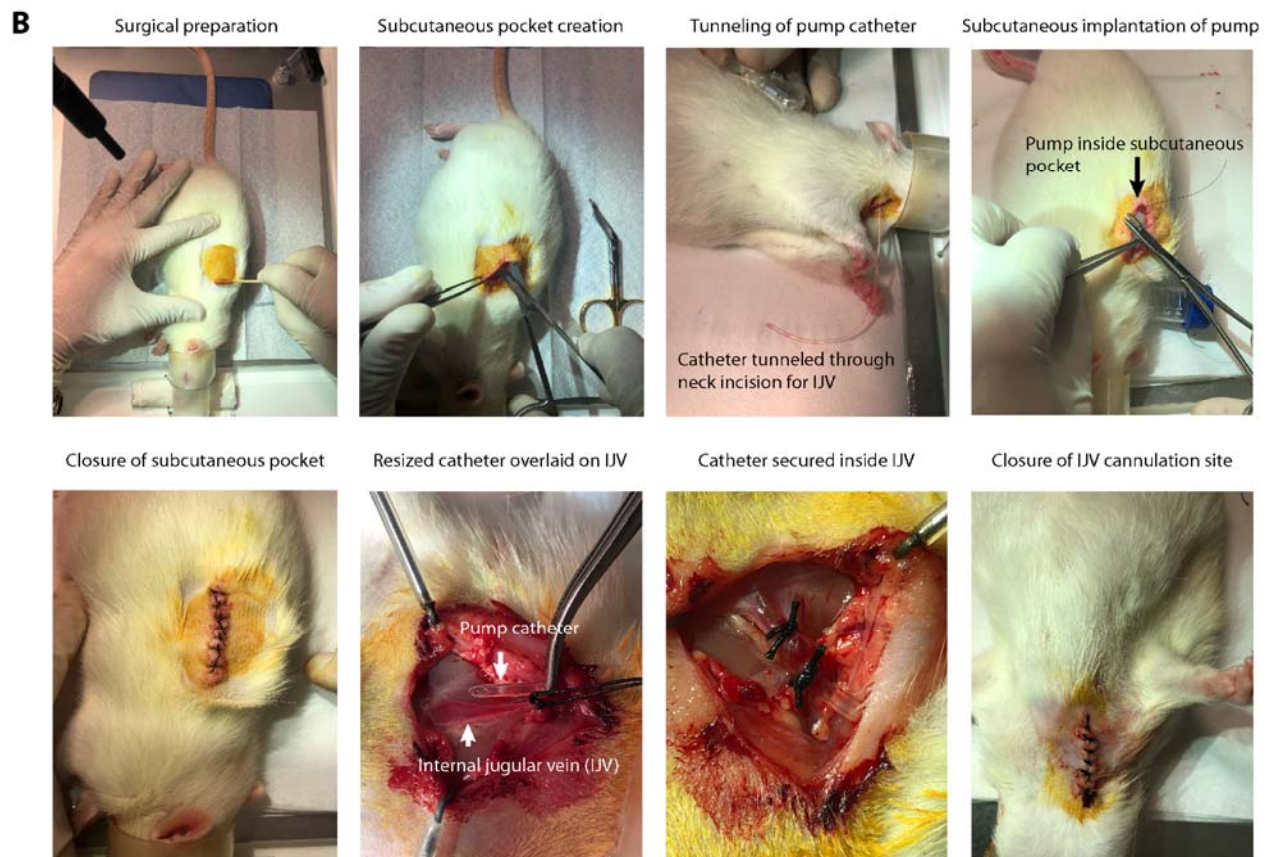 B
Surgical preparation
Subcutaneous pocket creation
Tunneling of pump catheter
Subcutaneous implantation of pump
Catheter tunneled through
neck incision for IJV
Pump inside subcutaneous
pocket
Closure of subcutaneous pocket
Resized catheter overlaid on IJV
Catheter secured inside IJV
Closure of IJV cannulation site
Pump catheter
Internal jugular vein (IJV)